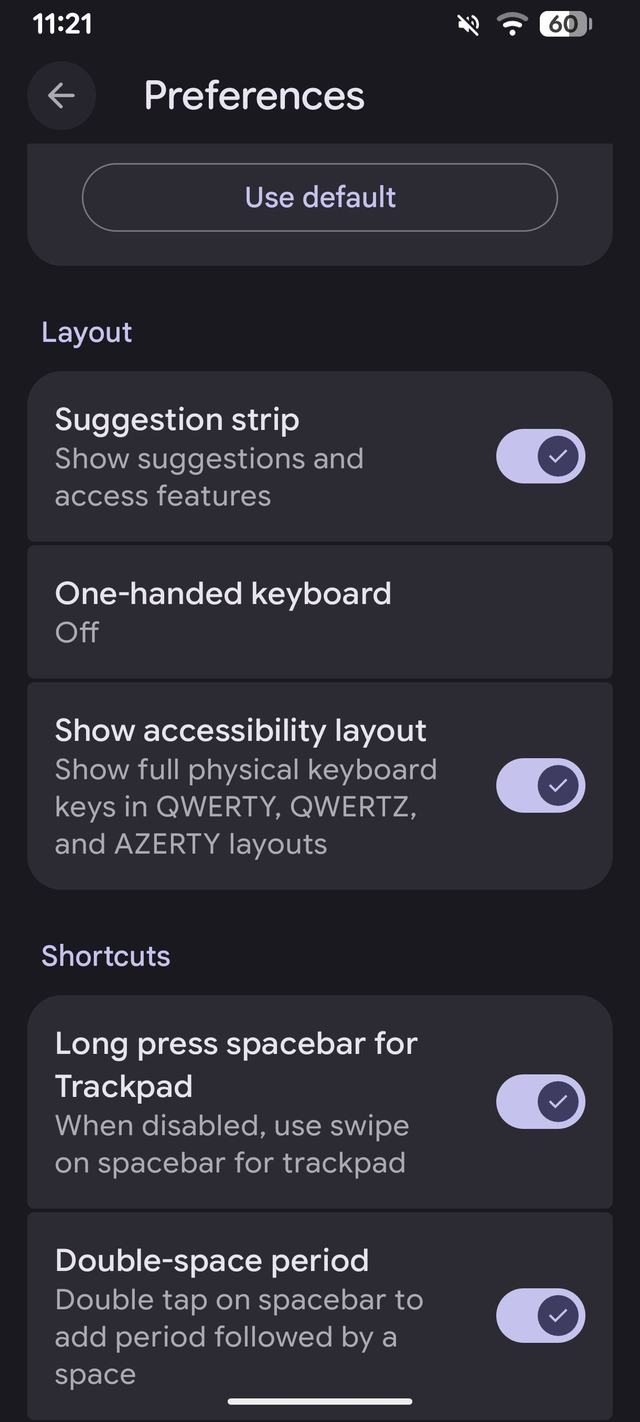 11:21
60
Preferences
Use default
Layout
Suggestion strip
Show suggestions and
access features
One-handed keyboard
Off
Show accessibility layout
Show full physical keyboard
keys in QWERTY, QWERTZ,
and AZERTY layouts
Shortcuts
Long press spacebar for
Trackpad
When disabled, use swipe
on spacebar for trackpad
Double-space period
Double tap on spacebar to
add period followed by a
space